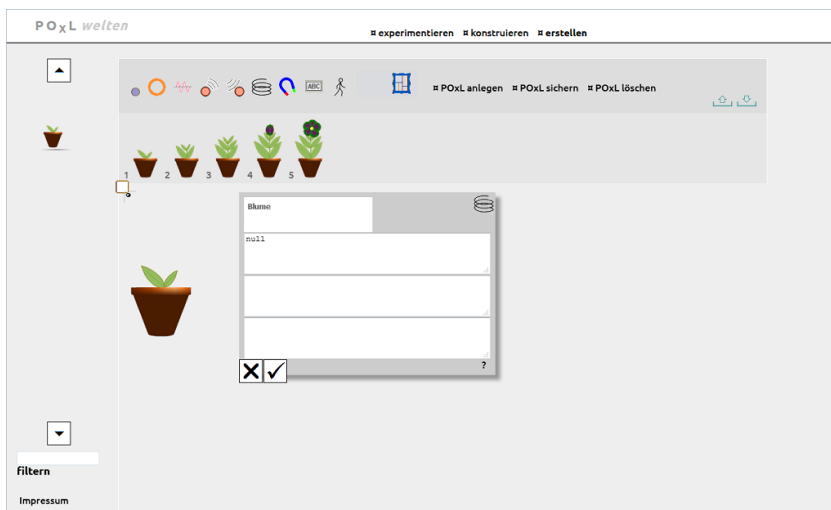 POXL welten
¤ experimentieren ¤ konstruieren ¤ erstellen
ABC
¤ POxL anlegen ¤ POxL sichern ¤ POxL löschen
1 2 3 4 5
Blume
null
?
filtern
Impressum